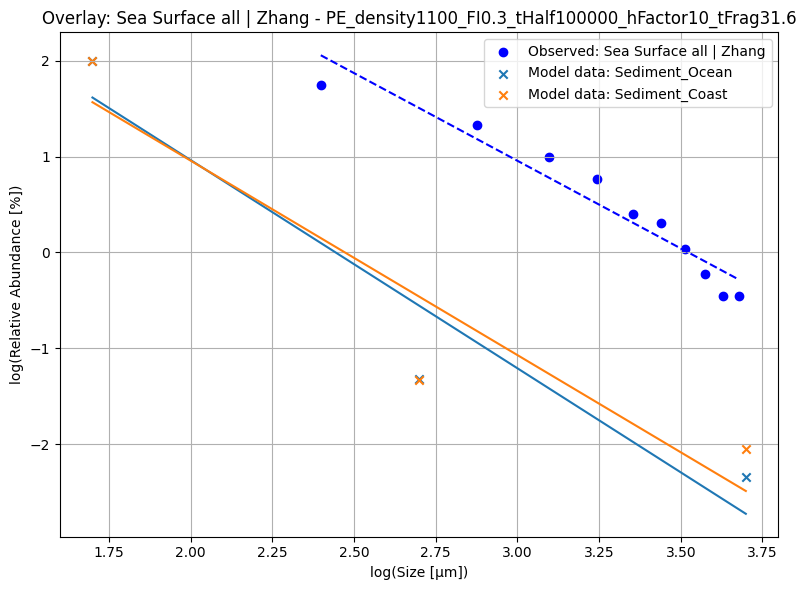 Overlay: Sea Surface all | Zhang - PE_density1100_FI0.3_tHalf100000_hFactor10_tFrag31.6
Observed: Sea Surface all | Zhang
Model data: Sediment_Ocean
Model data: Sediment_Coast
log(Relative Abundance [%])
2
1
0
−1
−2
1.75
2.00
2.25
2.50
2.75
3.00
3.25
3.50
3.75
log(Size [μm])